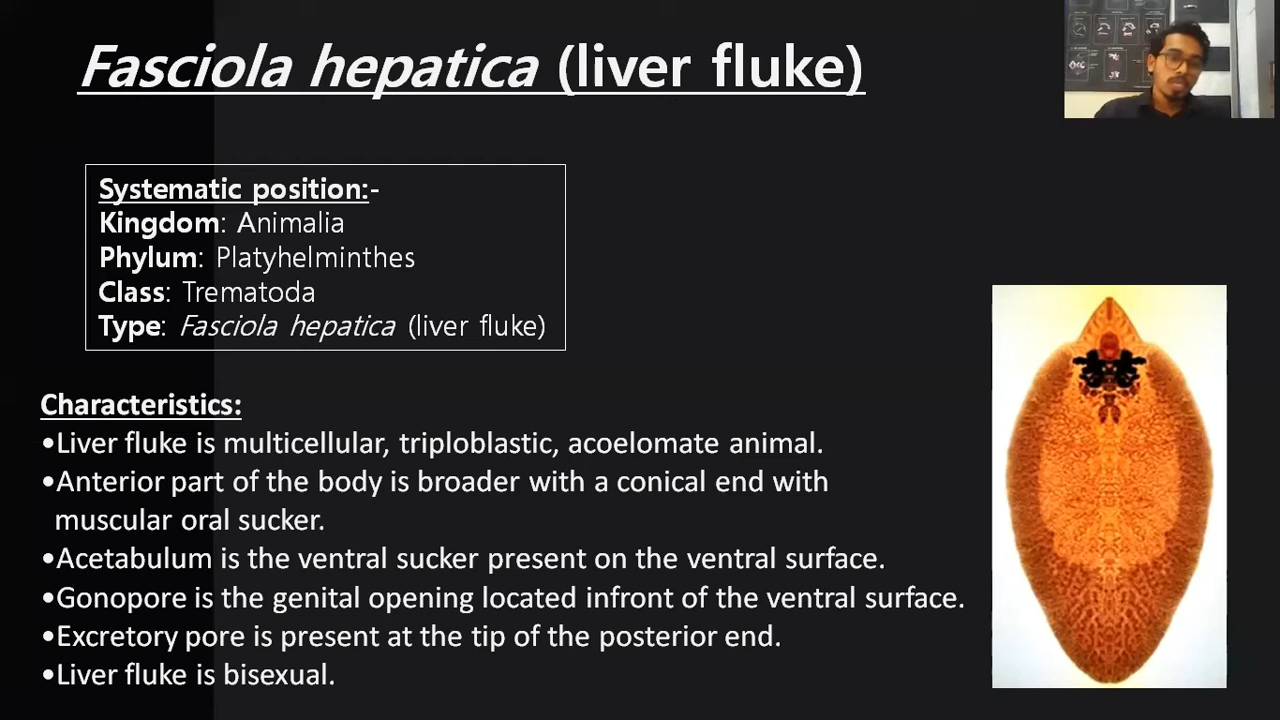 Fasciola hepatica (liver fluke)
Systematic position:-
Kingdom: Animalia
Phylum: Platyhelminthes
Class: Trematoda
Type: Fasciola hepatica (liver fluke)
Characteristics:
•Liver fluke is multicellular, triploblastic, acoelomate animal.
•Anterior part of the body is broader with a conical end with
muscular oral sucker.
•Acetabulum is the ventral sucker present on the ventral surface.
•Gonopore is the genital opening located infront of the ventral surface.
•Excretory pore is present at the tip of the posterior end.
•Liver fluke is bisexual.